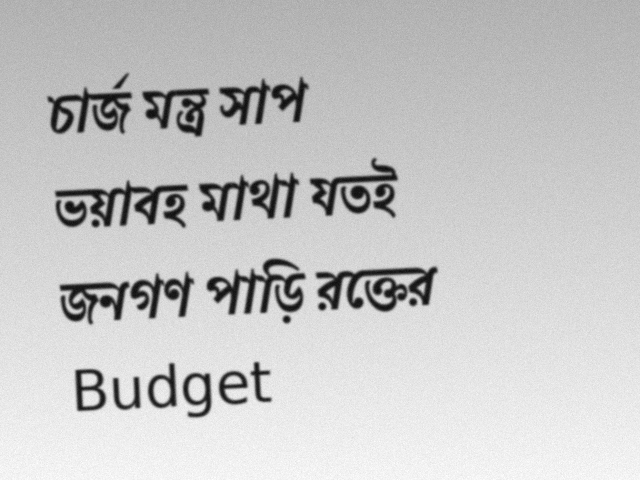 চার্জ মন্ত্র সাপ
ভয়াবহ মাথা যতই
জনগণ পাড়ি রক্তের
Budget